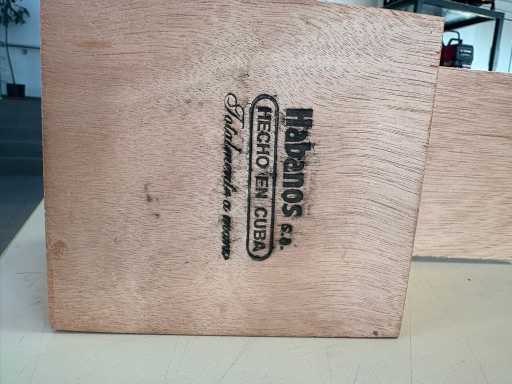 Habanos s.a.
HECHO EN CUBA
Totalmente a mano